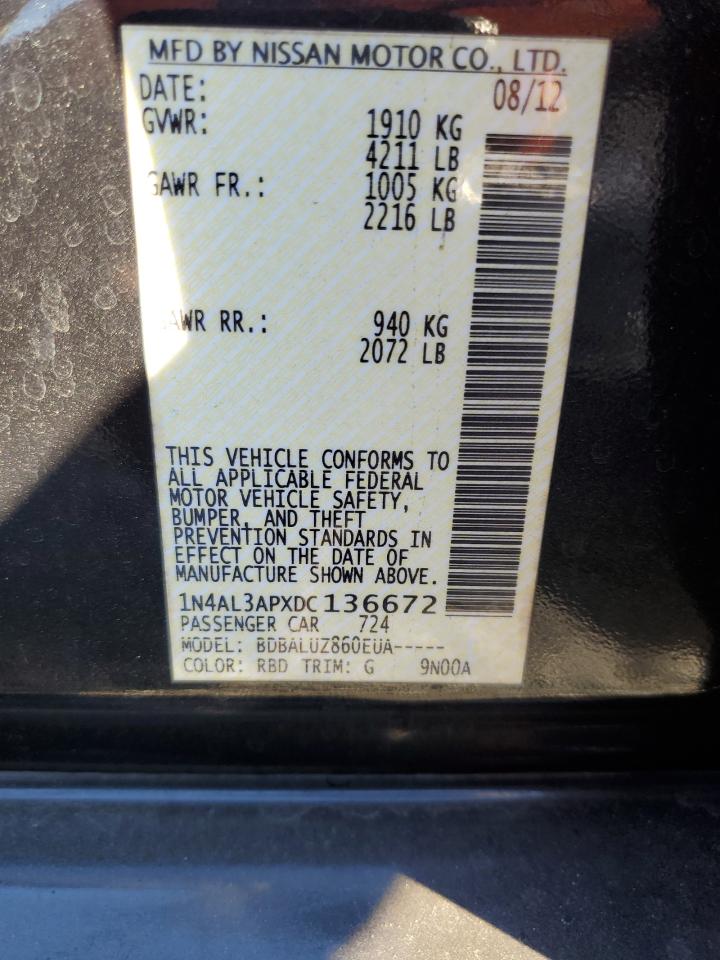 MFD BY NISSAN MOTOR CO., LTD.
DATE: 08/12
GVWR: 1910 KG
4211 LB
GAWR FR.: 1005 KG
2216 LB
GAWR RR.: 940 KG
2072 LB
THIS VEHICLE CONFORMS TO
ALL APPLICABLE FEDERAL
MOTOR VEHICLE SAFETY,
BUMPER, AND THEFT
PREVENTION STANDARDS IN
EFFECT ON THE DATE OF
MANUFACTURE SHOWN ABOVE.
1N4AL3APXDC136672
PASSENGER CAR 724
MODEL: BDBALUZ860EUA-----
COLOR: RBD TRIM: G 9N00A